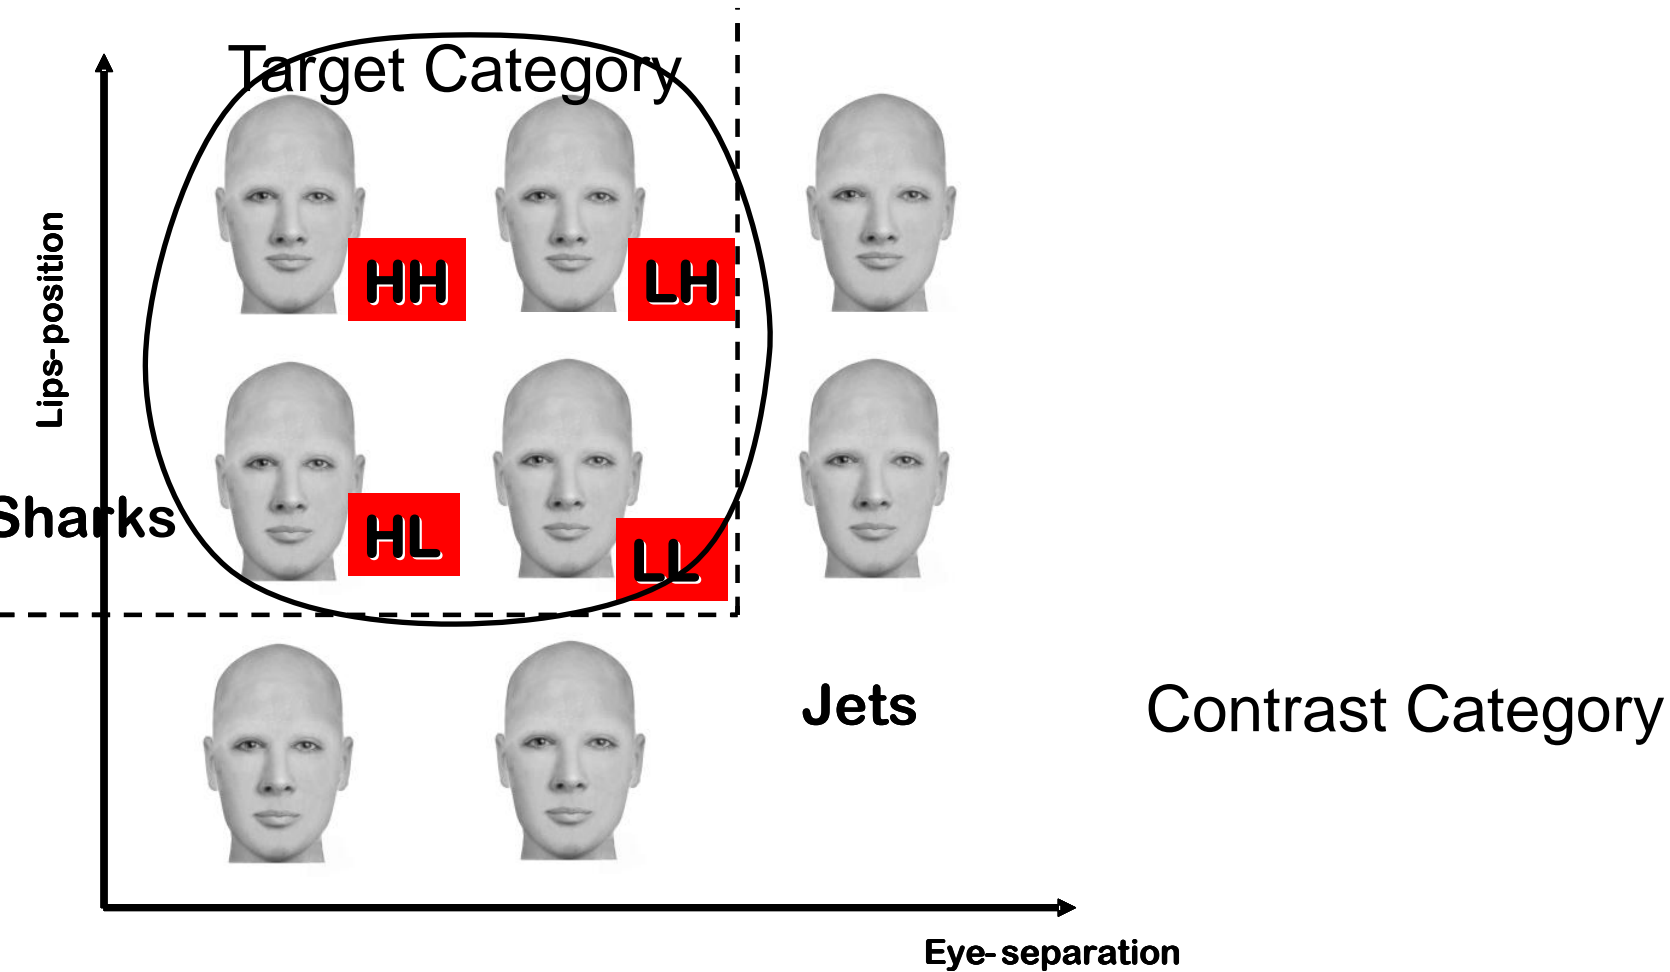 Target Category
HH
LH
Lips-position
HL
LL
Sharks
Jets
Contrast Category
Eye-separation